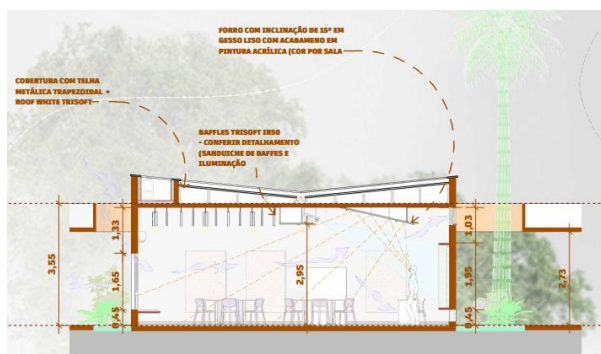 FORRO COM INCLINAÇÃO DE 15º EM
GESSO LISO COM ACABAMENTO EM
PINTURA ACRÍLICA (COR POR SALA
COBERTURA COM TELHA
METÁLICA TRAPEZOIDAL +
ROOF WHITE TRISOFT
BAFFLES TRISOFT IR50
- CONFERIR DETALHAMENTO
(SANDUICHE DE BAFFES E
ILUMINAÇÃO
3,55
1,33
1,65
0,45
2,95
1,03
1,95
0,45
2,73